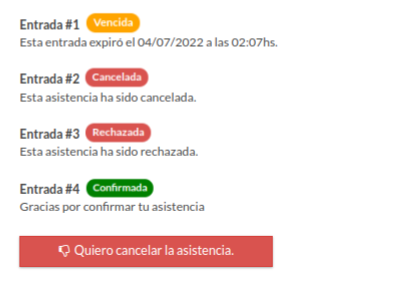 Entrada #1 Vencida
Esta entrada expiró el 04/07/2022 a las 02:07hs.
Entrada #2 Cancelada
Esta asistencia ha sido cancelada.
Entrada #3 Rechazada
Esta asistencia ha sido rechazada.
Entrada #4 Confirmada
Gracias por confirmar tu asistencia
Quiero cancelar la asistencia.